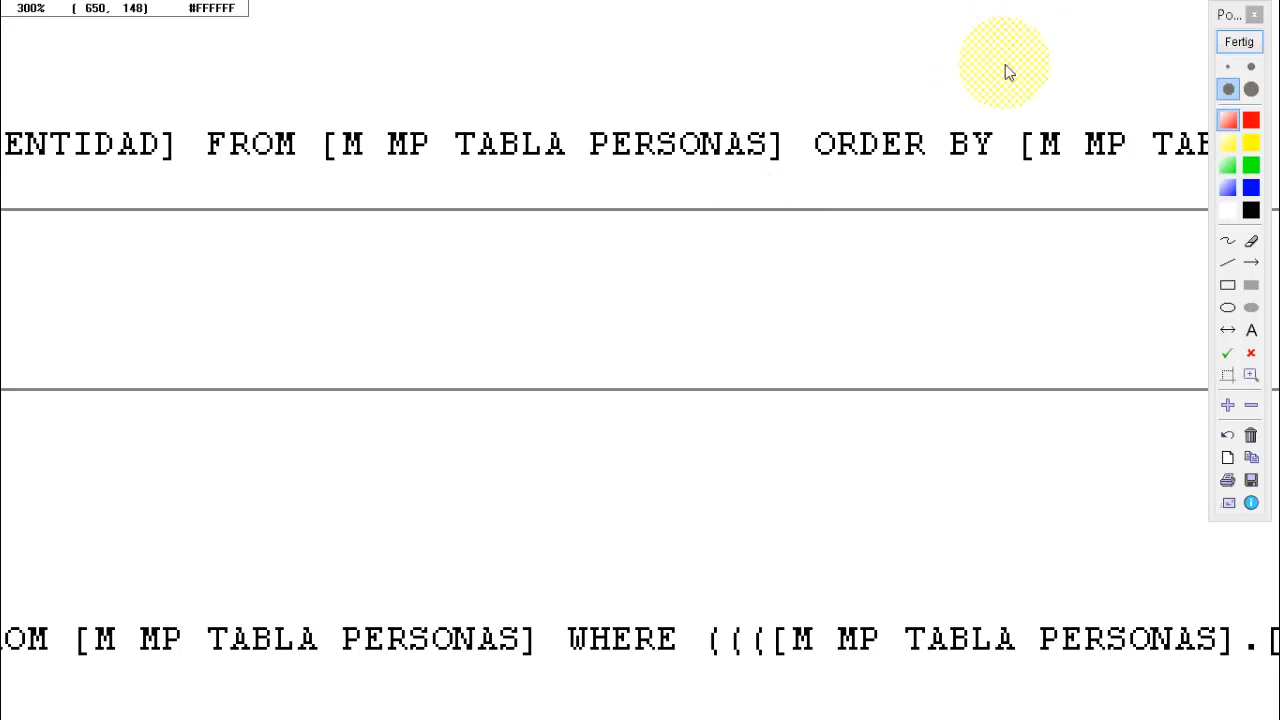 300% ( 650, 148) #FFFFFF
Po...
Fertig
ENTIDAD] FROM [M MP TABLA PERSONAS] ORDER BY [M MP TAB
A
OM [M MP TABLA PERSONAS] WHERE ((([M MP TABLA PERSONAS].[